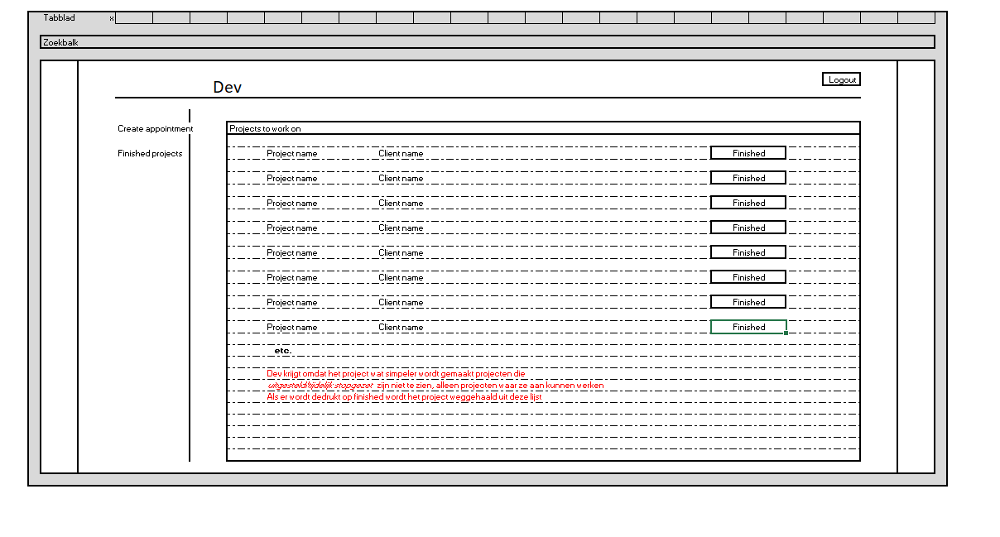 Tabblad x
Zoekbalk
Dev
Logout
Create appointment
Finished projects
Projects to work on
Project name Client name Finished
Project name Client name Finished
Project name Client name Finished
Project name Client name Finished
Project name Client name Finished
Project name Client name Finished
Project name Client name Finished
Project name Client name Finished
etc.
Dev krijgt omdat het project wat simpeler wordt gemaakt projecten die
uitgesteld/tijdelijk stopgezet zijn niet te zien, alleen projecten waar ze aan kunnen werken
Als er wordt dedrukt op finished wordt het project weggehaald uit deze lijst